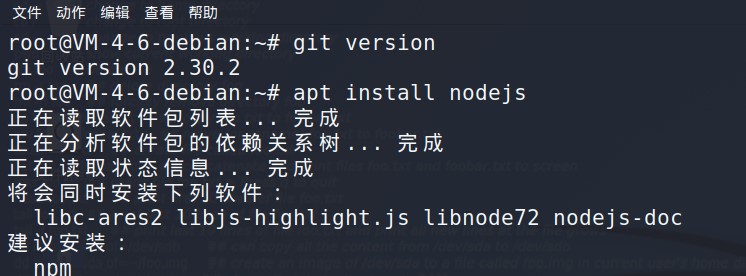 文件 动作 编辑 查看 帮助
root@VM-4-6-debian:~# git version
git version 2.30.2
root@VM-4-6-debian:~# apt install nodejs
正在读取软件包列表... 完成
正在分析软件包的依赖关系树... 完成
正在读取状态信息... 完成
将会同时安装下列软件：
  libc-ares2 libjs-highlight.js libnode72 nodejs-doc
建议安装：
  npm